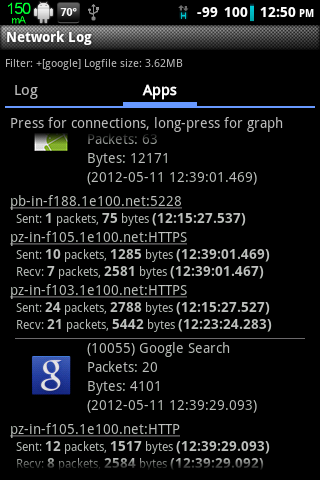 150
mA
70°
H
-99 100 12:50 PM
Network Log
Filter: +[google] Logfile size: 3.62MB
Log Apps
Press for connections, long-press for graph
Packets: 63
Bytes: 12171
(2012-05-11 12:39:01.469)
pb-in-f188.1e100.net:5228
Sent: 1 packets, 75 bytes (12:15:27.537)
pz-in-f105.1e100.net:HTTPS
Sent: 10 packets, 1285 bytes (12:39:01.469)
Recv: 7 packets, 2581 bytes (12:39:01.467)
pz-in-f103.1e100.net:HTTPS
Sent: 24 packets, 2788 bytes (12:15:27.527)
Recv: 21 packets, 5442 bytes (12:23:24.283)
(10055) Google Search
g
Packets: 20
Bytes: 4101
(2012-05-11 12:39:29.093)
pz-in-f105.1e100.net:HTTP
Sent: 12 packets, 1517 bytes (12:39:29.093)
Recv: 8 packets, 2584 bytes (12:39:29.092)